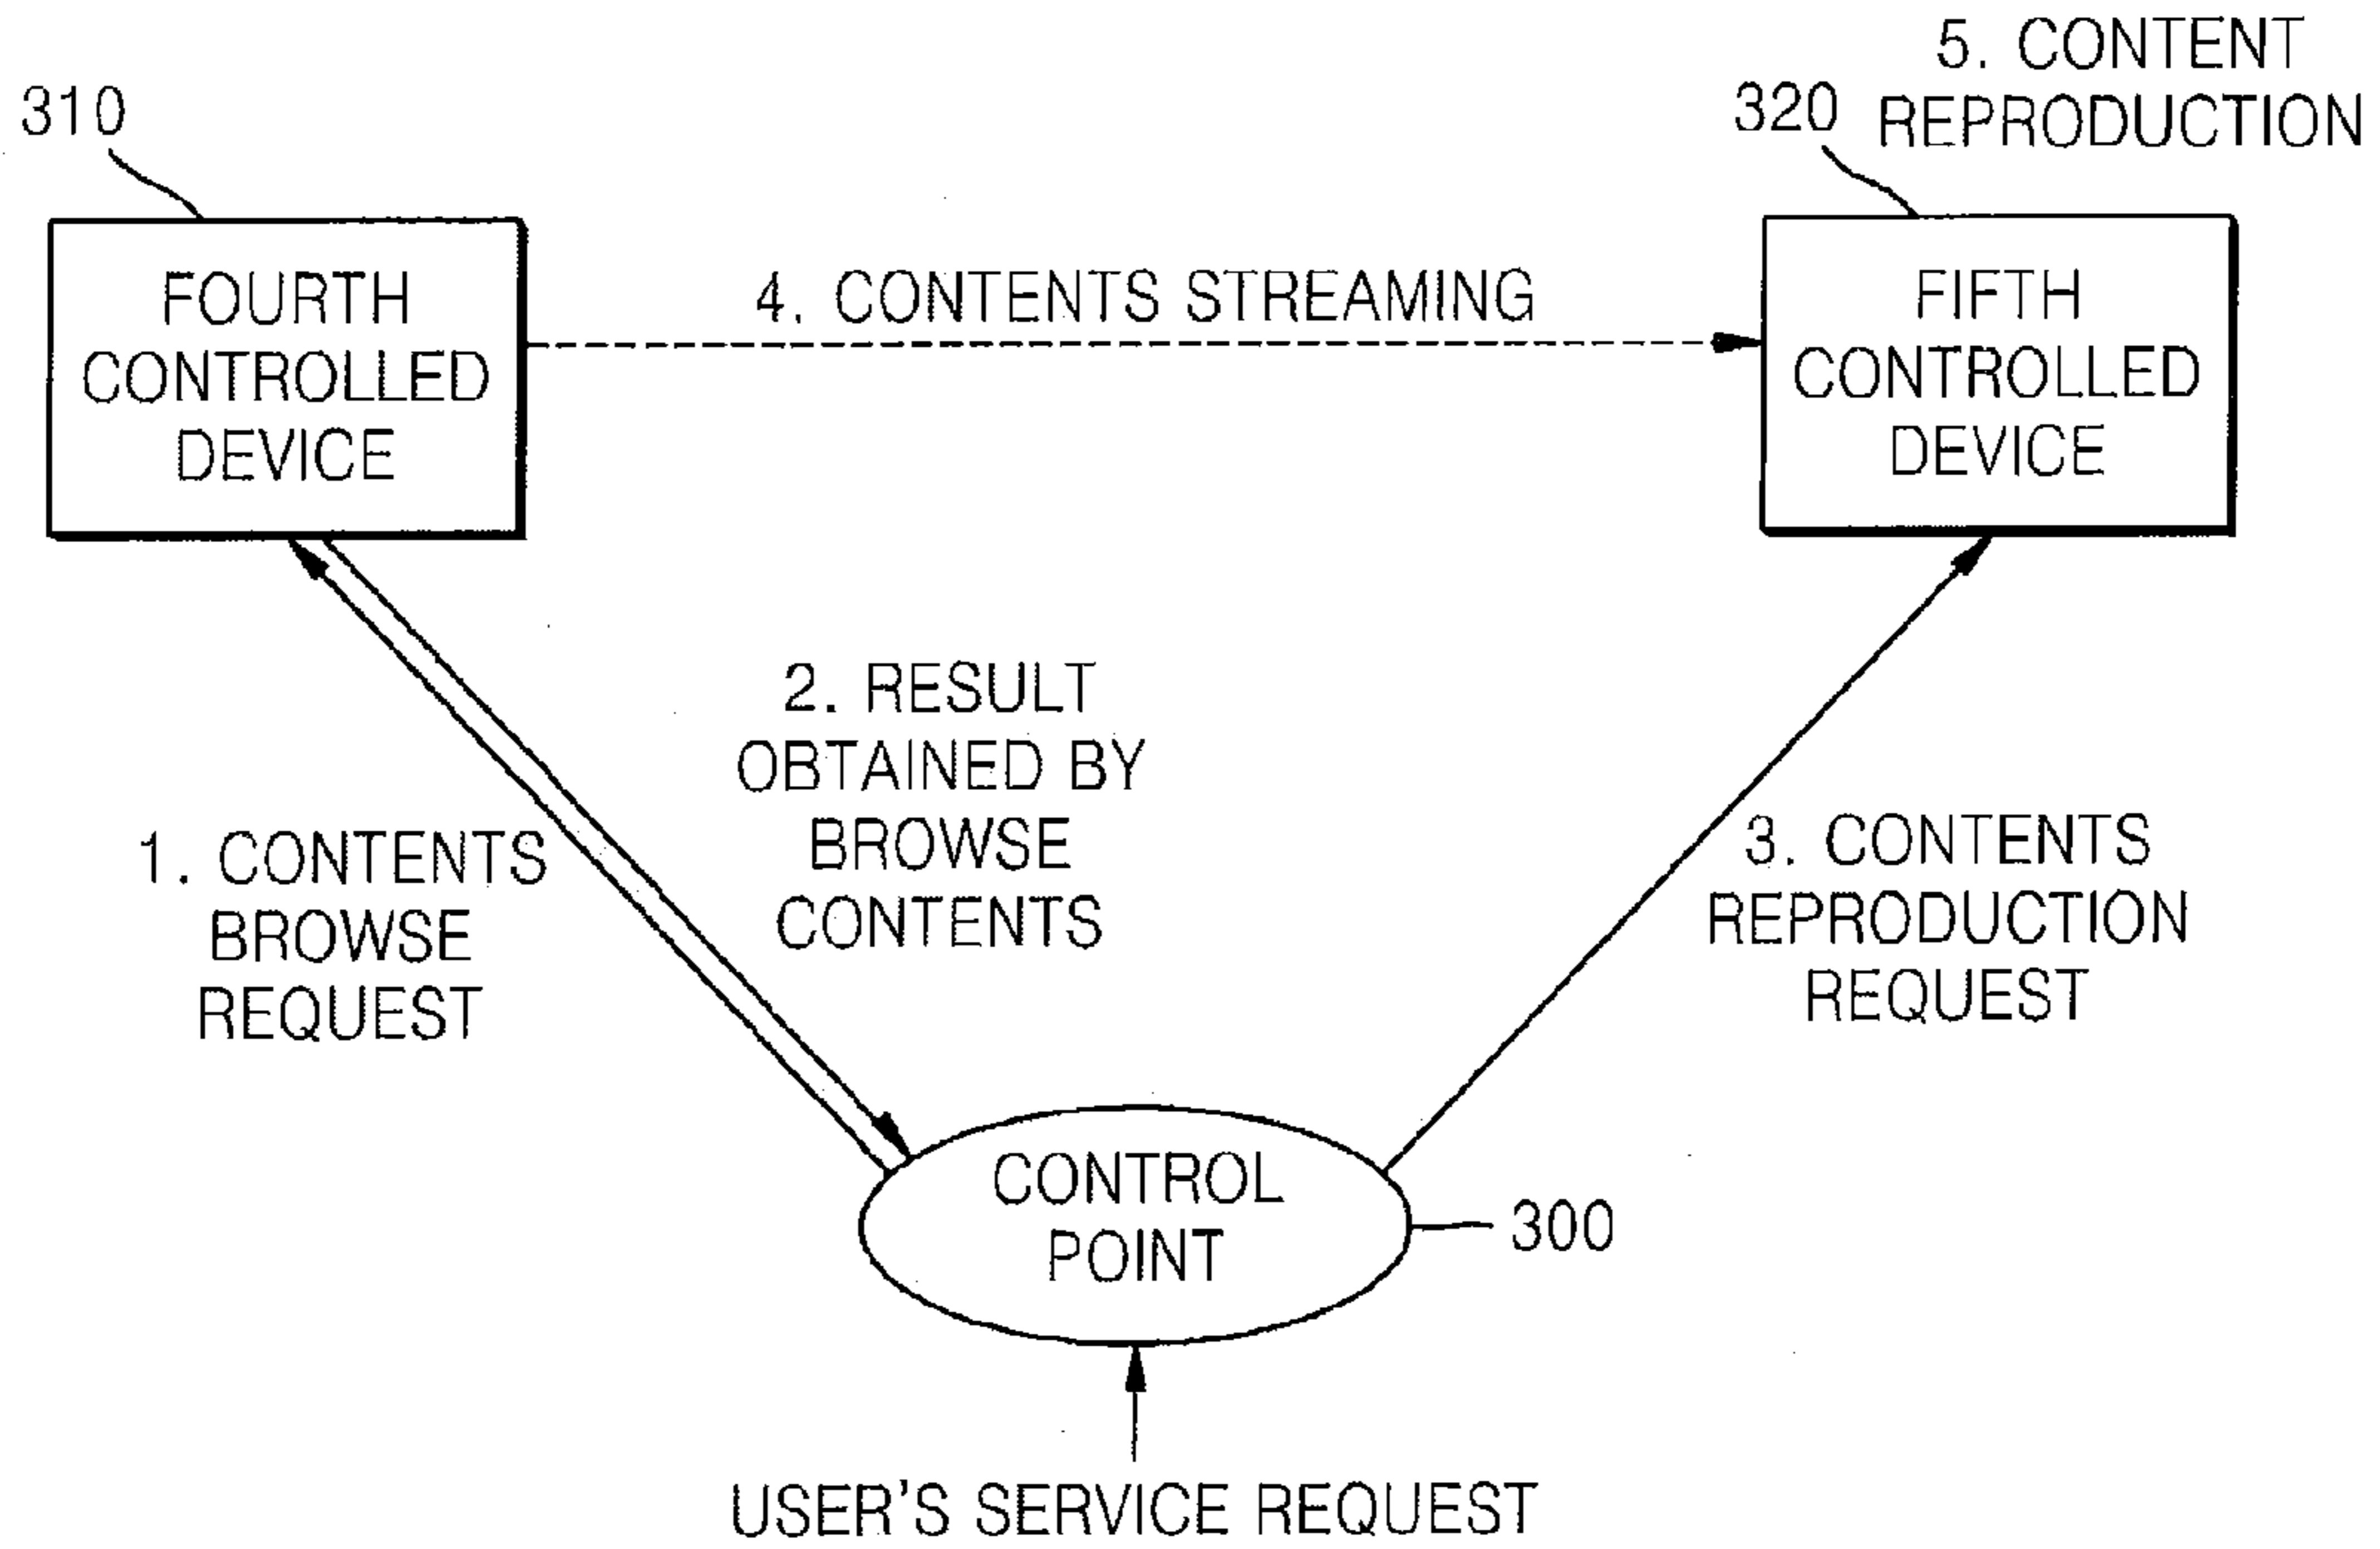 5. CONTENT
310
320 REPRODUCTION
FOURTH
CONTROLLED
DEVICE
4. CONTENTS STREAMING
FIFTH
CONTROLLED
DEVICE
2. RESULT
OBTAINED BY
BROWSE
CONTENTS
1. CONTENTS
BROWSE
REQUEST
3. CONTENTS
REPRODUCTION
REQUEST
CONTROL
POINT
300
USER'S SERVICE REQUEST